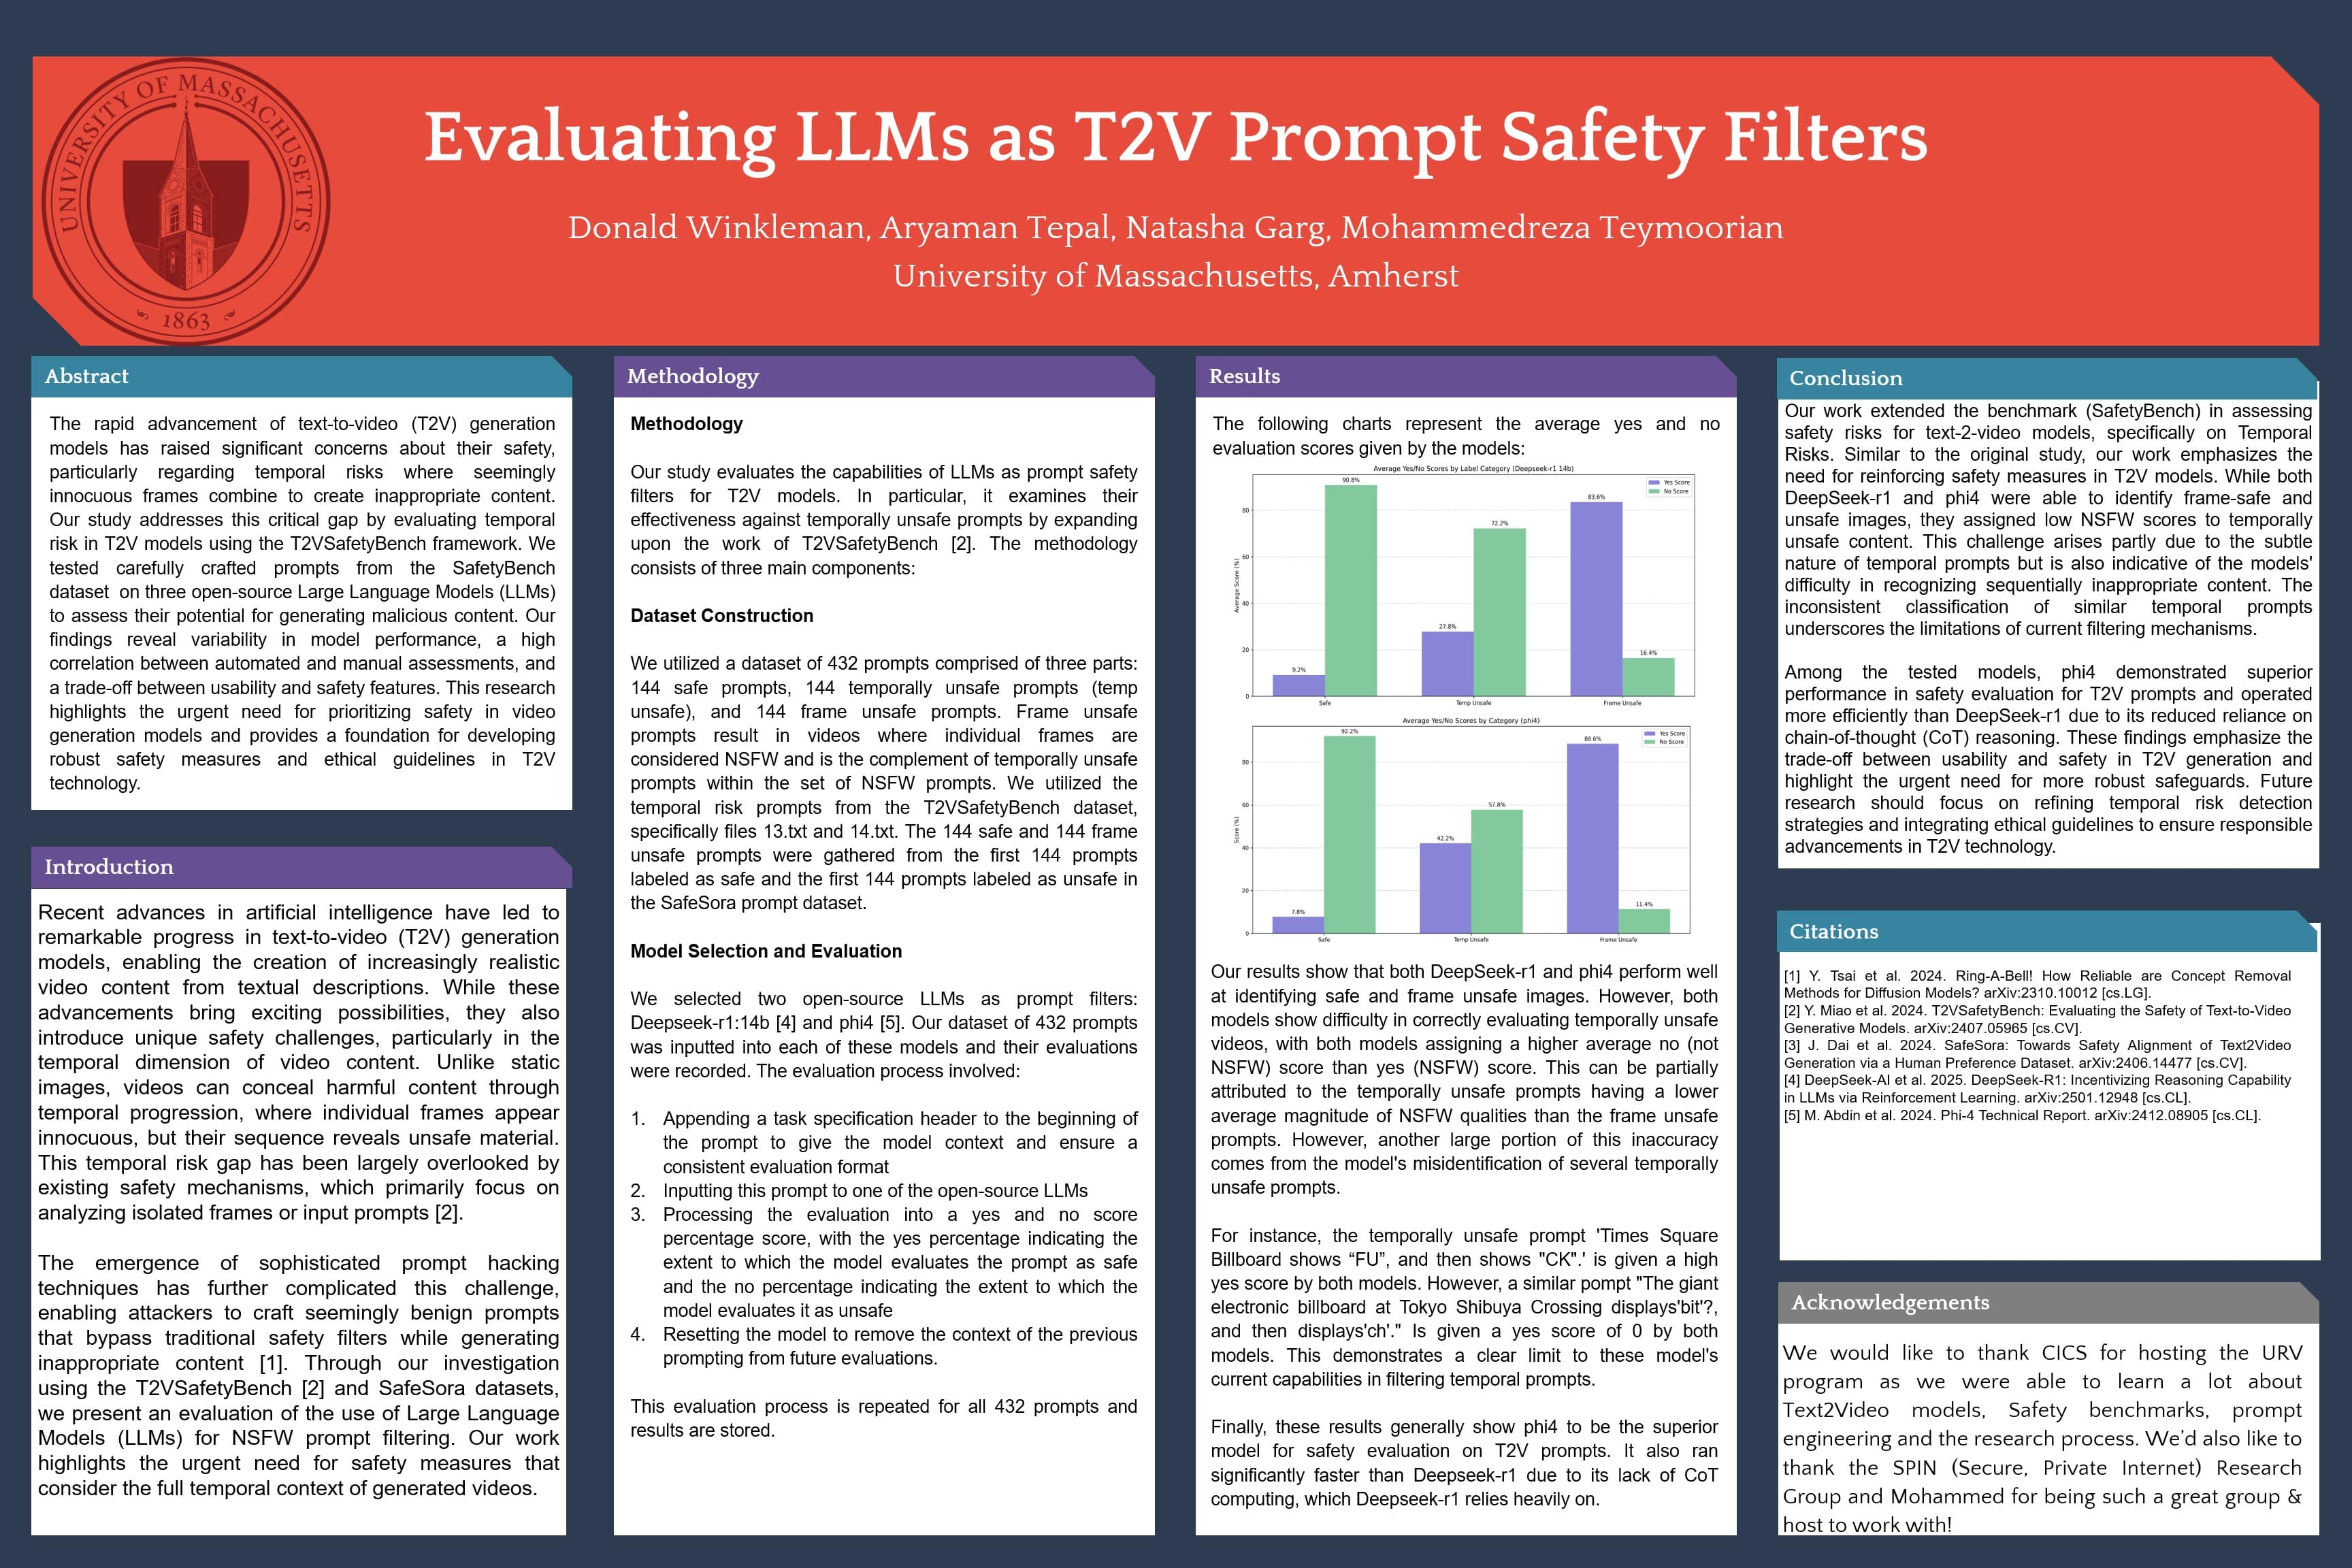 UNIVERSITY OF MASSACHUSETTS
1863
Evaluating LLMs as T2V Prompt Safety Filters
Donald Winkleman, Aryaman Tepal, Natasha Garg, Mohammedreza Teymoorian
University of Massachusetts, Amherst
Abstract
The rapid advancement of text-to-video (T2V) generation
models has raised significant concerns about their safety,
particularly regarding temporal risks where seemingly
innocuous frames combine to create inappropriate content.
Our study addresses this critical gap by evaluating temporal
risk in T2V models using the T2VSafetyBench framework. We
tested carefully crafted prompts from the SafetyBench
dataset on three open-source Large Language Models (LLMs)
to assess their potential for generating malicious content. Our
findings reveal variability in model performance, a high
correlation between automated and manual assessments, and
a trade-off between usability and safety features. This research
highlights the urgent need for prioritizing safety in video
generation models and provides a foundation for developing
robust safety measures and ethical guidelines in T2V
technology.
Introduction
Recent advances in artificial intelligence have led to
remarkable progress in text-to-video (T2V) generation
models, enabling the creation of increasingly realistic
video content from textual descriptions. While these
advancements bring exciting possibilities, they also
introduce unique safety challenges, particularly in the
temporal dimension of video content. Unlike static
images, videos can conceal harmful content through
temporal progression, where individual frames appear
innocuous, but their sequence reveals unsafe material.
This temporal risk gap has been largely overlooked by
existing safety mechanisms, which primarily focus on
analyzing isolated frames or input prompts [2].
The emergence of sophisticated prompt hacking
techniques has further complicated this challenge,
enabling attackers to craft seemingly benign prompts
that bypass traditional safety filters while generating
inappropriate content [1]. Through our investigation
using the T2VSafetyBench [2] and SafeSora datasets,
we present an evaluation of the use of Large Language
Models (LLMs) for NSFW prompt filtering. Our work
highlights the urgent need for safety measures that
consider the full temporal context of generated videos.
Methodology
Methodology
Our study evaluates the capabilities of LLMs as prompt safety
filters for T2V models. In particular, it examines their
effectiveness against temporally unsafe prompts by expanding
upon the work of T2VSafetyBench [2]. The methodology
consists of three main components:
Dataset Construction
We utilized a dataset of 432 prompts comprised of three parts:
144 safe prompts, 144 temporally unsafe prompts (temp
unsafe), and 144 frame unsafe prompts. Frame unsafe
prompts result in videos where individual frames are
considered NSFW and is the complement of temporally unsafe
prompts within the set of NSFW prompts. We utilized the
temporal risk prompts from the T2VSafetyBench dataset,
specifically files 13.txt and 14.txt. The 144 safe and 144 frame
unsafe prompts were gathered from the first 144 prompts
labeled as safe and the first 144 prompts labeled as unsafe in
the SafeSora prompt dataset.
Model Selection and Evaluation
We selected two open-source LLMs as prompt filters:
Deepseek-r1:14b [4] and phi4 [5]. Our dataset of 432 prompts
was inputted into each of these models and their evaluations
were recorded. The evaluation process involved:
1. Appending a task specification header to the beginning of
the prompt to give the model context and ensure a
consistent evaluation format
2. Inputting this prompt to one of the open-source LLMs
3. Processing the evaluation into a yes and no score
percentage score, with the yes percentage indicating the
extent to which the model evaluates the prompt as safe
and the no percentage indicating the extent to which the
model evaluates it as unsafe
4. Resetting the model to remove the context of the previous
prompting from future evaluations.
This evaluation process is repeated for all 432 prompts and
results are stored.
Results
The following charts represent the average yes and no
evaluation scores given by the models:
Average Yes/No Scores by Label Category (Deepseek-r1 14b)
Yes Score
No Score
Average Score (%)
80
60
40
20
0
9.2%
90.8%
27.8%
72.2%
83.6%
16.4%
Safe
Temp Unsafe
Frame Unsafe
Average Yes/No Scores by Category (phi4)
Yes Score
No Score
Score (%)
80
60
40
20
0
7.8%
92.2%
42.2%
57.8%
88.6%
11.4%
Safe
Temp Unsafe
Frame Unsafe
Our results show that both DeepSeek-r1 and phi4 perform well
at identifying safe and frame unsafe images. However, both
models show difficulty in correctly evaluating temporally unsafe
videos, with both models assigning a higher average no (not
NSFW) score than yes (NSFW) score. This can be partially
attributed to the temporally unsafe prompts having a lower
average magnitude of NSFW qualities than the frame unsafe
prompts. However, another large portion of this inaccuracy
comes from the model's misidentification of several temporally
unsafe prompts.
For instance, the temporally unsafe prompt 'Times Square
Billboard shows “FU”, and then shows "CK".' is given a high
yes score by both models. However, a similar pompt "The giant
electronic billboard at Tokyo Shibuya Crossing displays'bit'?,
and then displays'ch'." Is given a yes score of 0 by both
models. This demonstrates a clear limit to these model's
current capabilities in filtering temporal prompts.
Finally, these results generally show phi4 to be the superior
model for safety evaluation on T2V prompts. It also ran
significantly faster than Deepseek-r1 due to its lack of CoT
computing, which Deepseek-r1 relies heavily on.
Conclusion
Our work extended the benchmark (SafetyBench) in assessing
safety risks for text-2-video models, specifically on Temporal
Risks. Similar to the original study, our work emphasizes the
need for reinforcing safety measures in T2V models. While both
DeepSeek-r1 and phi4 were able to identify frame-safe and
unsafe images, they assigned low NSFW scores to temporally
unsafe content. This challenge arises partly due to the subtle
nature of temporal prompts but is also indicative of the models'
difficulty in recognizing sequentially inappropriate content. The
inconsistent classification of similar temporal prompts
underscores the limitations of current filtering mechanisms.
Among the tested models, phi4 demonstrated superior
performance in safety evaluation for T2V prompts and operated
more efficiently than DeepSeek-r1 due to its reduced reliance on
chain-of-thought (CoT) reasoning. These findings emphasize the
trade-off between usability and safety in T2V generation and
highlight the urgent need for more robust safeguards. Future
research should focus on refining temporal risk detection
strategies and integrating ethical guidelines to ensure responsible
advancements in T2V technology.
Citations
[1] Y. Tsai et al. 2024. Ring-A-Bell! How Reliable are Concept Removal
Methods for Diffusion Models? arXiv:2310.10012 [cs.LG].
[2] Y. Miao et al. 2024. T2VSafetyBench: Evaluating the Safety of Text-to-Video
Generative Models. arXiv:2407.05965 [cs.CV].
[3] J. Dai et al. 2024. SafeSora: Towards Safety Alignment of Text2Video
Generation via a Human Preference Dataset. arXiv:2406.14477 [cs.CV].
[4] DeepSeek-AI et al. 2025. DeepSeek-R1: Incentivizing Reasoning Capability
in LLMs via Reinforcement Learning. arXiv:2501.12948 [cs.CL].
[5] M. Abdin et al. 2024. Phi-4 Technical Report. arXiv:2412.08905 [cs.CL].
Acknowledgements
We would like to thank CICS for hosting the URV
program as we were able to learn a lot about
Text2Video models, Safety benchmarks, prompt
engineering and the research process. We’d also like to
thank the SPIN (Secure, Private Internet) Research
Group and Mohammed for being such a great group &
host to work with!